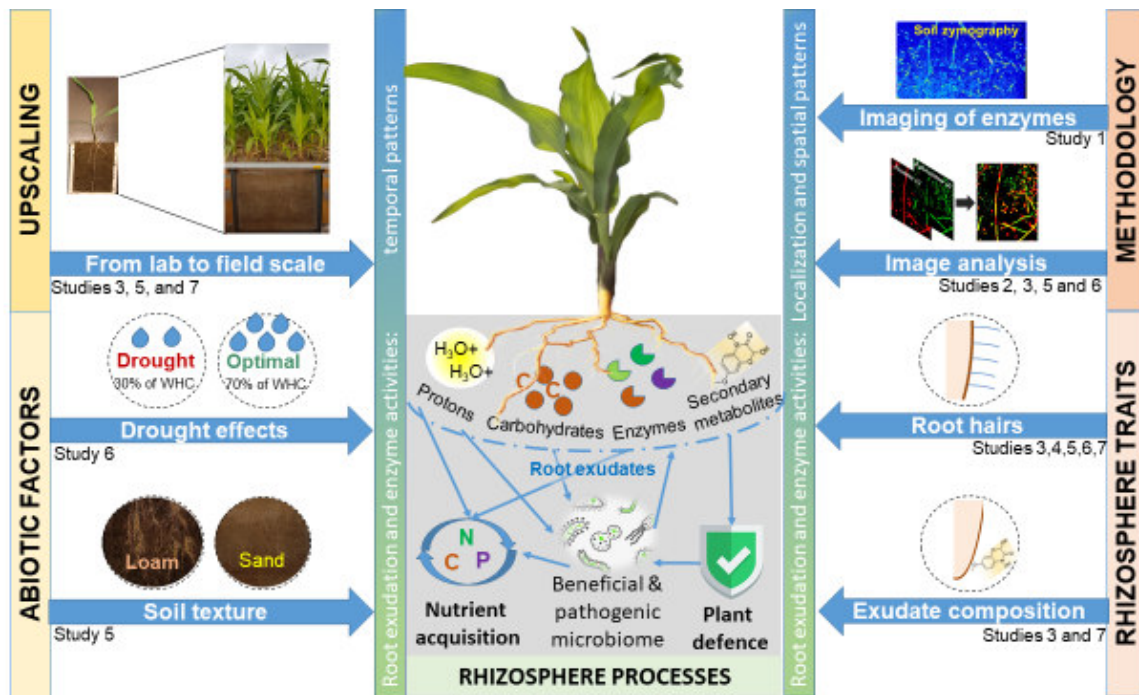 UPSCALING
From lab to field scale
Studies 3, 5, and 7
ABIOTIC FACTORS
Drought
30% of WHC
Optimal
70% of WHC
Drought effects
Study 6
Loam
Sand
Soil texture
Study 5
Root exudation and enzyme activities: temporal patterns
H₃O+
H₃O+
Protons
C
C
C
Carbohydrates
Enzymes
Secondary
metabolites
Root exudates
N
C P
Nutrient
acquisition
Beneficial &
pathogenic
microbiome
Plant
defence
RHIZOSPHERE PROCESSES
Root exudation and enzyme activities: Localization and spatial patterns
METHODOLOGY
Soil zymography
Imaging of enzymes
Study 1
Image analysis
Studies 2, 3, 5 and 6
RHIZOSPHERE TRAITS
Root hairs
Studies 3,4,5,6,7
Exudate composition
Studies 3 and 7